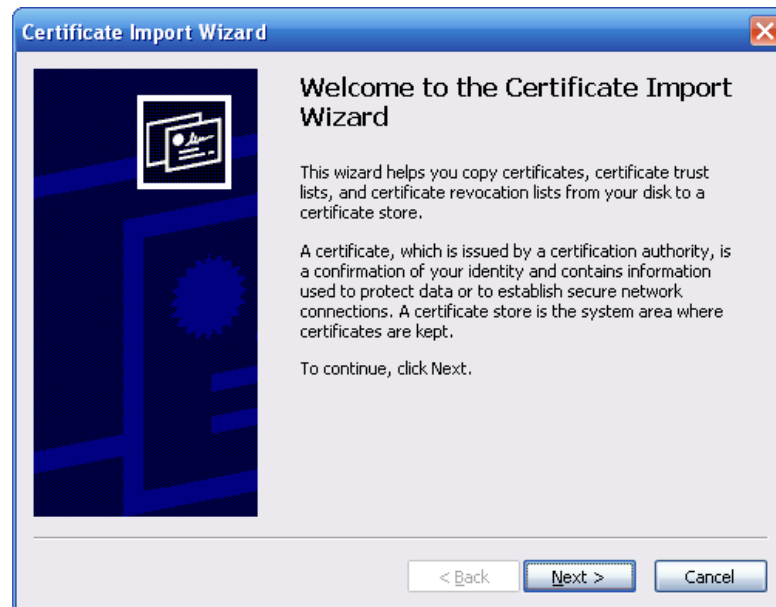 Certificate Import Wizard
Welcome to the Certificate Import
Wizard
This wizard helps you copy certificates, certificate trust
lists, and certificate revocation lists from your disk to a
certificate store.
A certificate, which is issued by a certification authority, is
a confirmation of your identity and contains information
used to protect data or to establish secure network
connections. A certificate store is the system area where
certificates are kept.
To continue, click Next.
< Back Next > Cancel